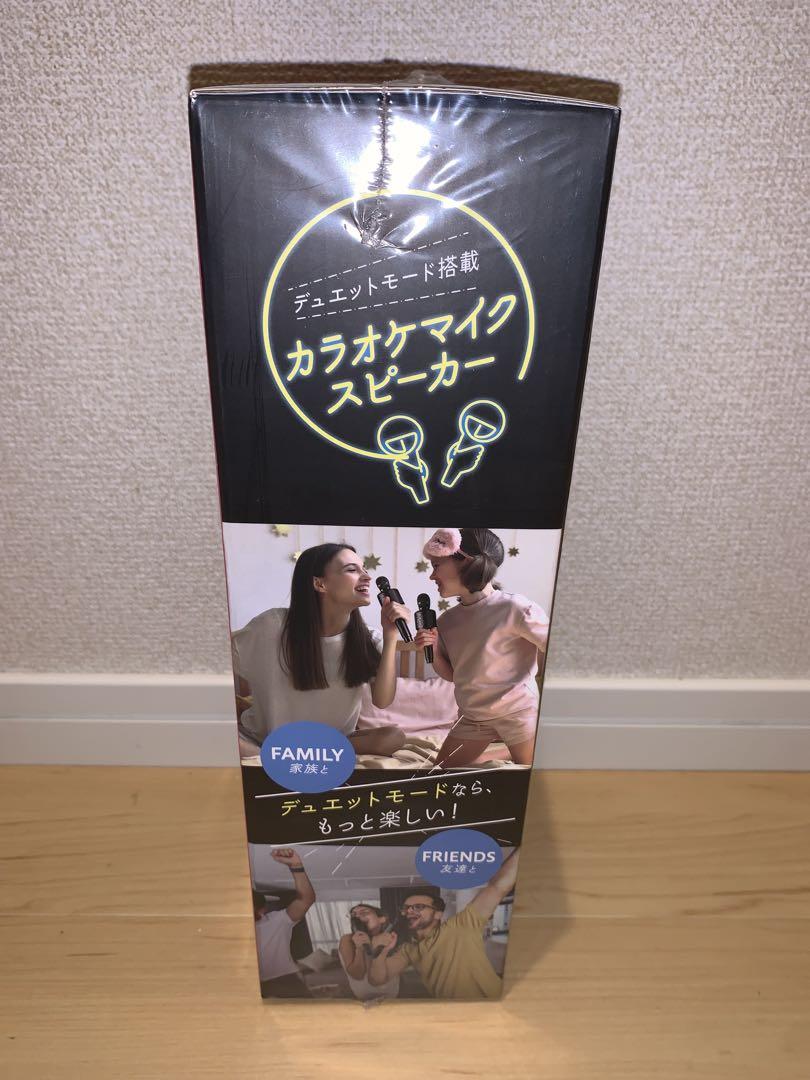 デュエットモード搭載
カラオケマイク
スピーカー
FAMILY
家族と
デュエットモードなら、
もっと楽しい！
FRIENDS
友達と